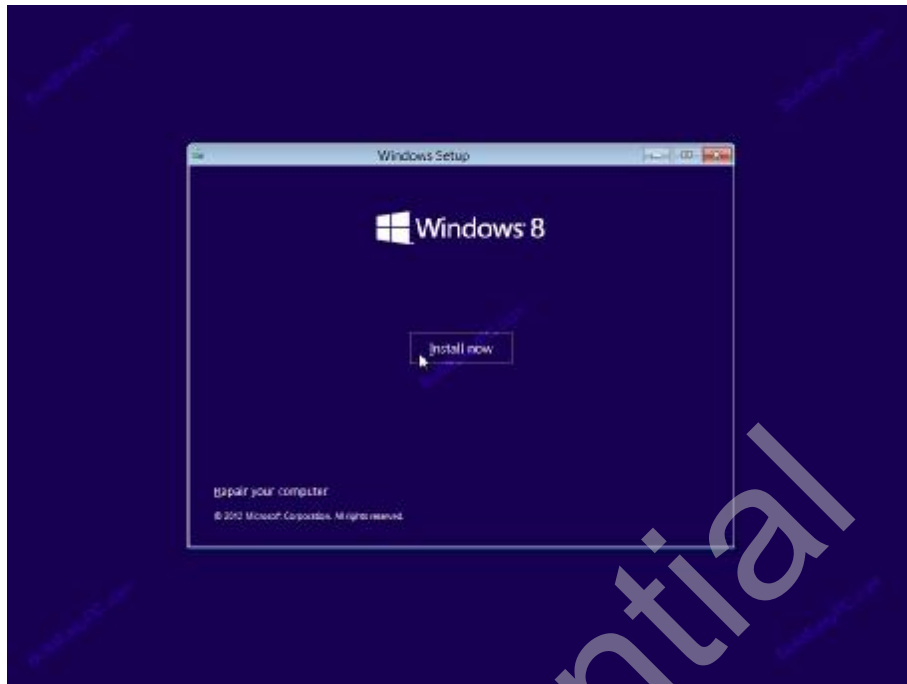 Windows Setup
Windows 8
Install now
Repair your computer
© 2012 Microsoft Corporation. All rights reserved.
ntial